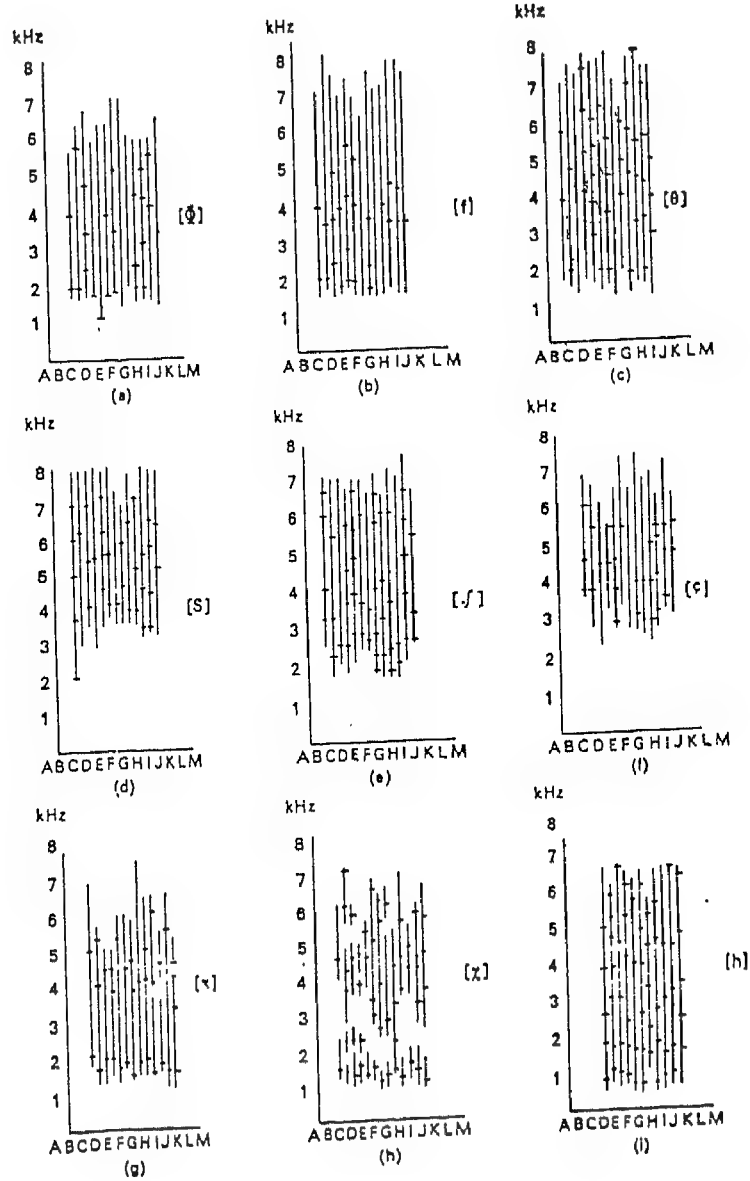 kHz
8
7
6
5
4
3
2
1
[Φ]
ABCDEFGHIJKLM
(a)
kHz
8
7
6
5
4
3
2
1
[f]
ABCDEFGHIJKLM
(b)
kHz
8
7
6
5
4
3
2
1
[θ]
ABCDEFGHIJKLM
(c)
kHz
8
7
6
5
4
3
2
1
[S]
ABCDEFGHIJKLM
(d)
kHz
8
7
6
5
4
3
2
1
[ʃ]
ABCDEFGHIJKLM
(e)
kHz
8
7
6
5
4
3
2
1
[ç]
ABCDEFGHIJKLM
(f)
kHz
8
7
6
5
4
3
2
1
ABCDEFGHIJKLM
(g)
kHz
8
7
6
5
4
3
2
1
[χ]
ABCDEFGHIJKLM
(h)
kHz
8
7
6
5
4
3
2
1
[h]
ABCDEFGHIJKLM
(i)